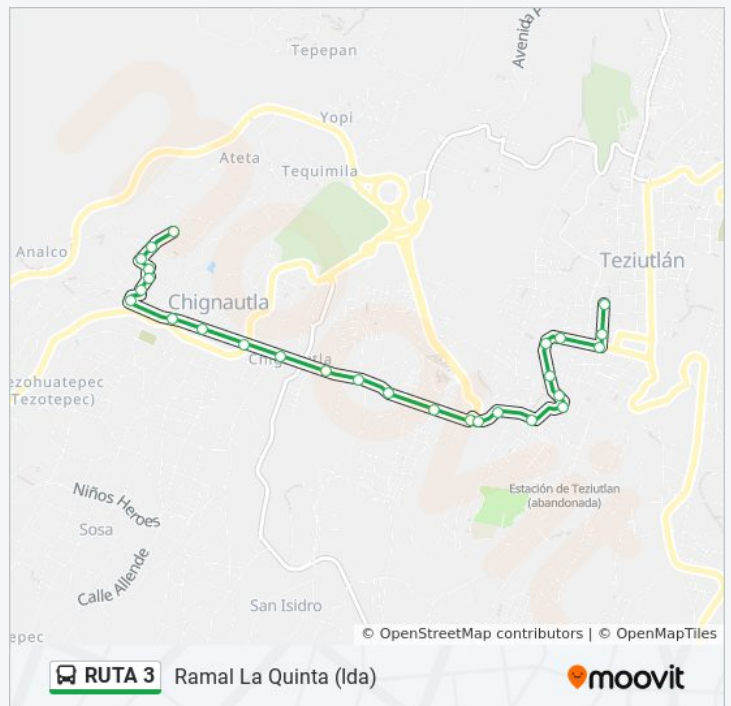 Tepepan
Avenida
Yopi
Ateta
Tequimila
Analco
Teziutlán
Chignautla
Chignautla
ezohuatepec
Tezotepec)
Estación de Teziutlan
(abandonada)
Niños Heroes
Sosa
Calle Allende
San Isidro
epec
© OpenStreetMap contributors | © OpenMapTiles
RUTA 3 Ramal La Quinta (Ida)
moovit